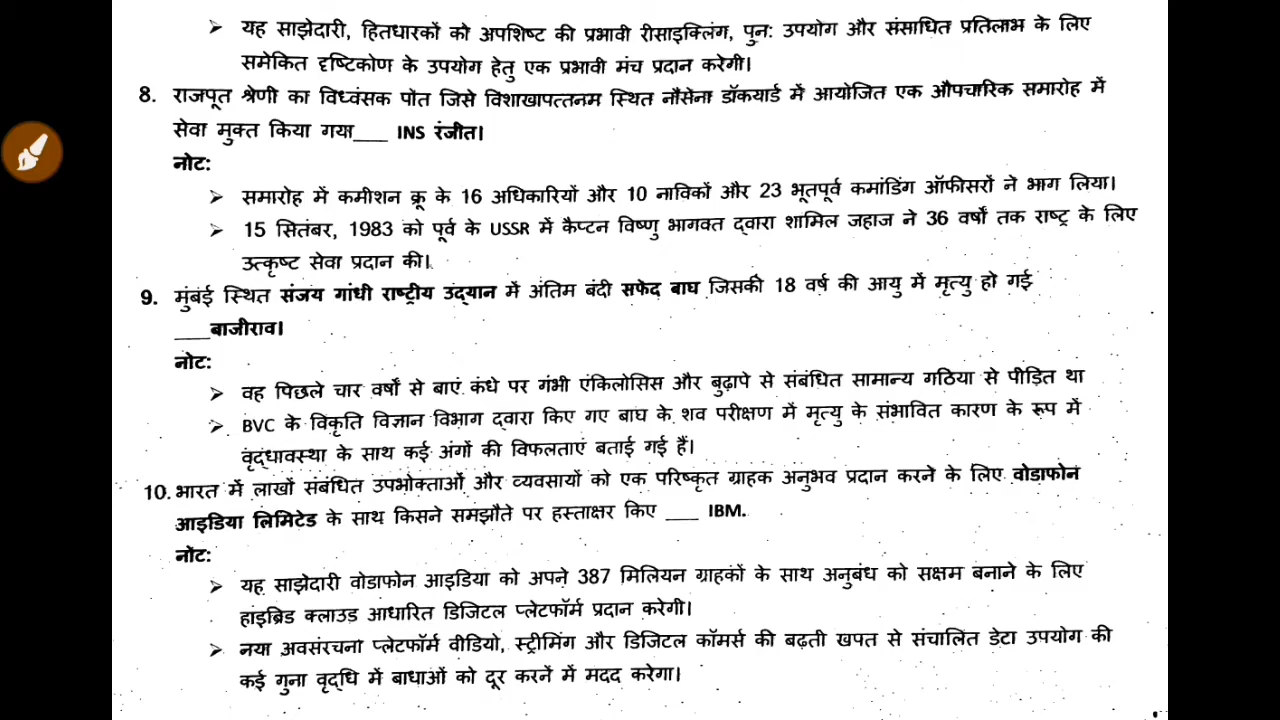 ➢ यह साझेदारी, हितधारकों को अपशिष्ट की प्रभावी रीसाइक्लिंग, पुन: उपयोग और संसाधित प्रतिलाभ के लिए
समेकित दृष्टिकोण के उपयोग हेतु एक प्रभावी मंच प्रदान करेगी।
8. राजपूत श्रेणी का विध्वंसक पोत जिसे विशाखापत्तनम स्थित नौसेना डॉकयार्ड में आयोजित एक औपचारिक समारोह में
सेवा मुक्त किया गया___ INS रंजीत।
नोट:
➢ समारोह में कमीशन क्रू के 16 अधिकारियों और 10 नाविकों और 23 भूतपूर्व कमांडिंग ऑफीसरों ने भाग लिया।
➢ 15 सितंबर, 1983 को पूर्व के USSR में कैप्टन विष्णु भागवत द्वारा शामिल जहाज ने 36 वर्षों तक राष्ट्र के लिए
उत्कृष्ट सेवा प्रदान की।
9. मुंबई स्थित संजय गांधी राष्ट्रीय उद्यान में अंतिम बंदी सफेद बाघ जिसकी 18 वर्ष की आयु में मृत्यु हो गई
___बाजीराव।
नोट:
➢ वह पिछले चार वर्षों से बाएं कंधे पर गंभी एंकिलोसिस और बुढ़ापे से संबंधित सामान्य गठिया से पीड़ित था
➢ BVC के विकृति विज्ञान विभाग द्वारा किए गए बाघ के शव परीक्षण में मृत्यु के संभावित कारण के रूप में
वृद्धावस्था के साथ कई अंगों की विफलताएं बताई गई हैं।
10. भारत में लाखों संबंधित उपभोक्ताओं और व्यवसायों को एक परिष्कृत ग्राहक अनुभव प्रदान करने के लिए वोडाफोन
आइडिया लिमिटेड के साथ किसने समझौते पर हस्ताक्षर किए ___ IBM.
नोट:
➢ यह साझेदारी वोडाफोन आइडिया को अपने 387 मिलियन ग्राहकों के साथ अनुबंध को सक्षम बनाने के लिए
हाइब्रिड क्लाउड आधारित डिजिटल प्लेटफॉर्म प्रदान करेगी।
➢ नया अवसंरचना प्लेटफॉर्म वीडियो, स्ट्रीमिंग और डिजिटल कॉमर्स की बढ़ती खपत से संचालित डेटा उपयोग की
कई गुना वृद्धि में बाधाओं को दूर करने में मदद करेगा।